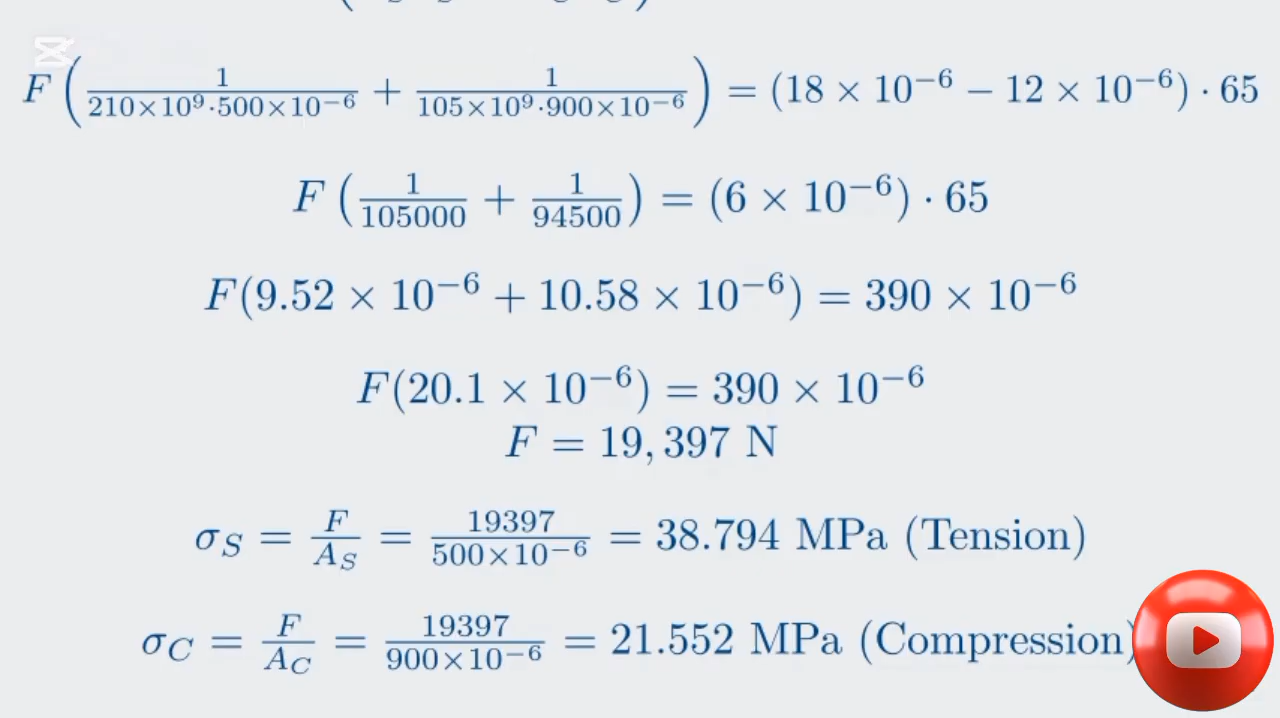 F ( 1 / 210×10⁹·500×10⁻⁶ + 1 / 105×10⁹·900×10⁻⁶ ) = (18 × 10⁻⁶ − 12 × 10⁻⁶) · 65
F ( 1 / 105000 + 1 / 94500 ) = (6 × 10⁻⁶) · 65
F(9.52 × 10⁻⁶ + 10.58 × 10⁻⁶) = 390 × 10⁻⁶
F(20.1 × 10⁻⁶) = 390 × 10⁻⁶
F = 19,397 N
σ_S = F / A_S = 19397 / 500×10⁻⁶ = 38.794 MPa (Tension)
σ_C = F / A_C = 19397 / 900×10⁻⁶ = 21.552 MPa (Compression)